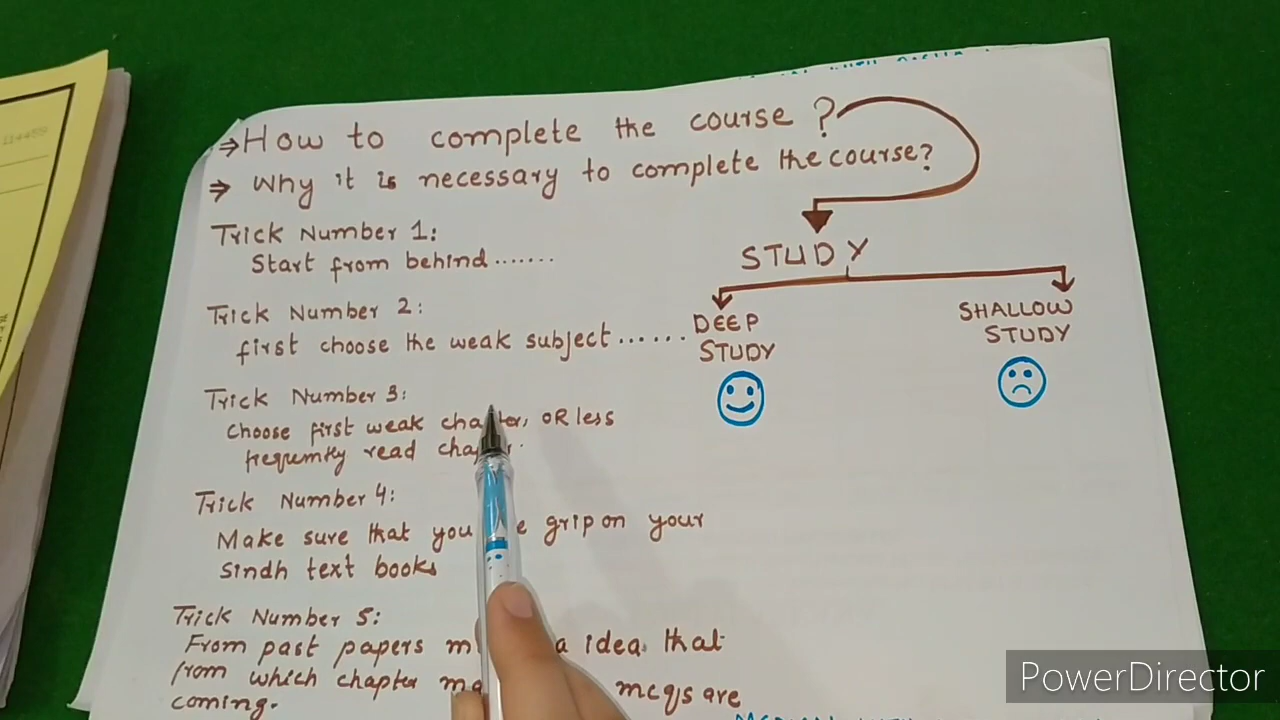 ⇒ How to complete the course ?
⇒ Why it is necessary to complete the course?
Trick Number 1:
Start from behind.......
STUDY
Trick Number 2:
first choose the weak subject......
DEEP
STUDY
SHALLOW
STUDY
Trick Number 3:
Choose first weak chapter, OR less
frequently read
Trick Number 4:
Make sure that you grip on your
Sindh text books
Trick Number 5:
From past papers a idea that
from which chapter mcqs are
coming.
114459
PowerDirector